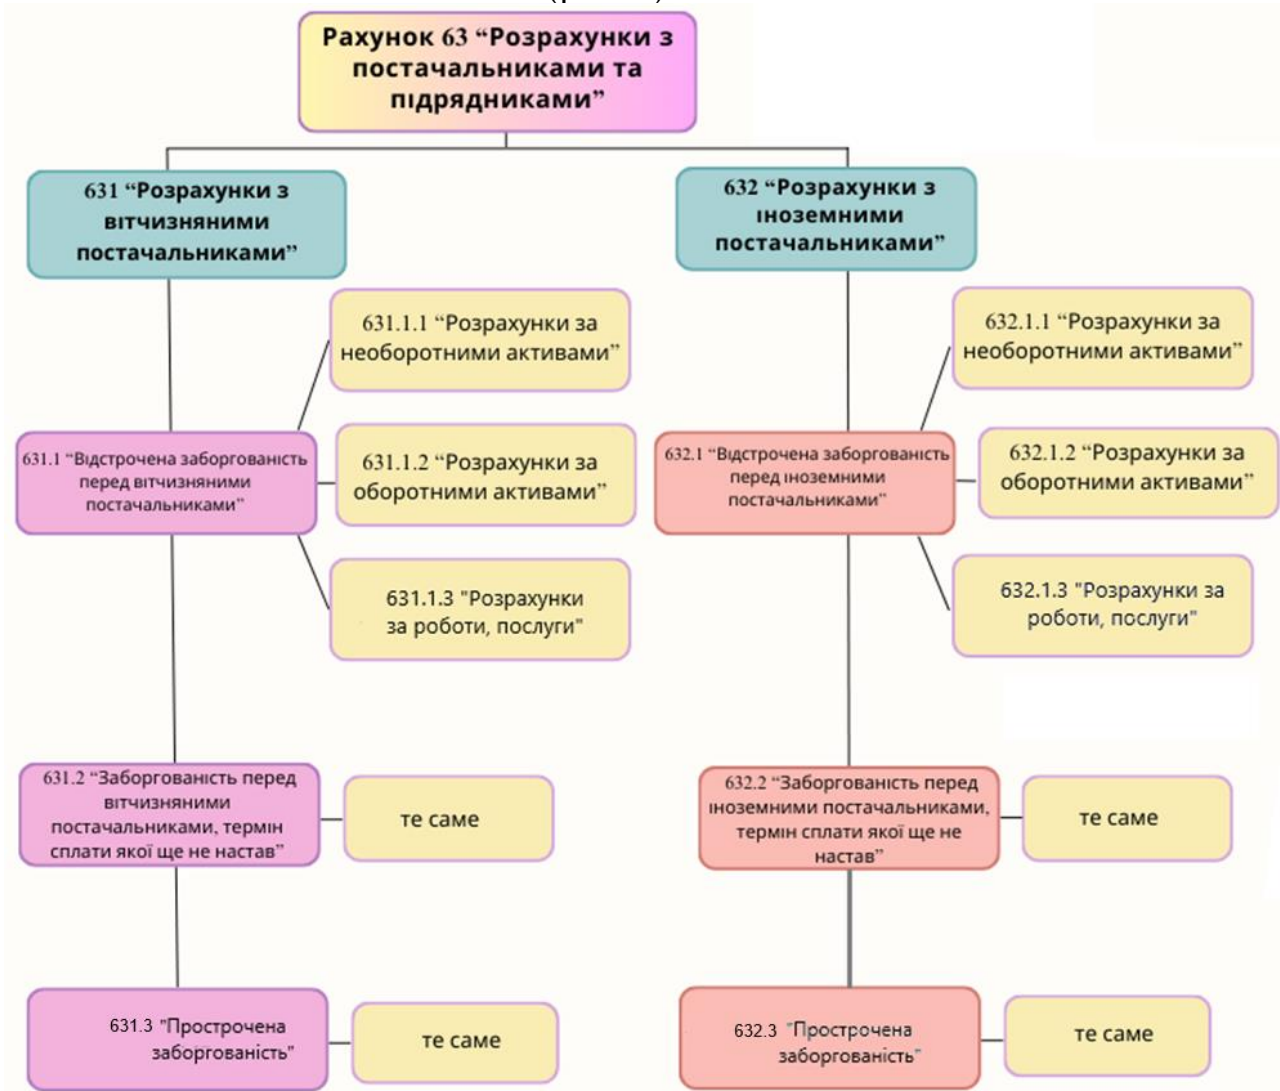 Рахунок 63 “Розрахунки з
постачальниками та
підрядниками”
631 “Розрахунки з
вітчизняними
постачальниками”
632 “Розрахунки з
іноземними
постачальниками”
631.1.1 “Розрахунки за
необоротними активами”
632.1.1 “Розрахунки за
необоротними активами”
631.1 “Відстрочена заборгованість
перед вітчизняними
постачальниками”
631.1.2 “Розрахунки за
оборотними активами”
632.1 “Відстрочена заборгованість
перед іноземними
постачальниками”
632.1.2 “Розрахунки за
оборотними активами”
631.1.3 "Розрахунки
за роботи, послуги"
632.1.3 "Розрахунки за
роботи, послуги"
631.2 “Заборгованість перед
вітчизняними
постачальниками, термін
сплати якої ще не настав”
те саме
632.2 “Заборгованість перед
іноземними постачальниками,
термін сплати якої ще не
настав”
те саме
631.3 "Прострочена
заборгованість"
те саме
632.3 "Прострочена
заборгованість"
те саме